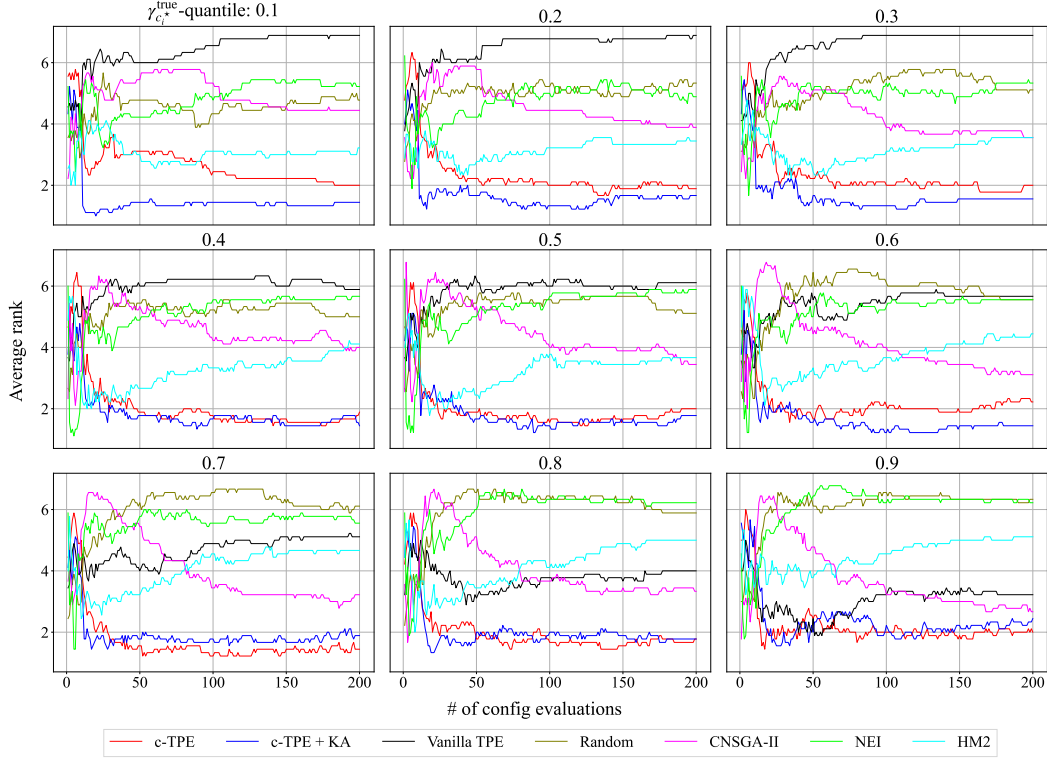 γ_{c_i^⋆}^{true}-quantile: 0.1
0.2
0.3
6
4
2
0.4
0.5
0.6
Average rank
6
4
2
0.7
0.8
0.9
6
4
2
0 50 100 150 200
0 50 100 150 200
0 50 100 150 200
# of config evaluations
c-TPE c-TPE + KA Vanilla TPE Random CNSGA-II NEI HM2